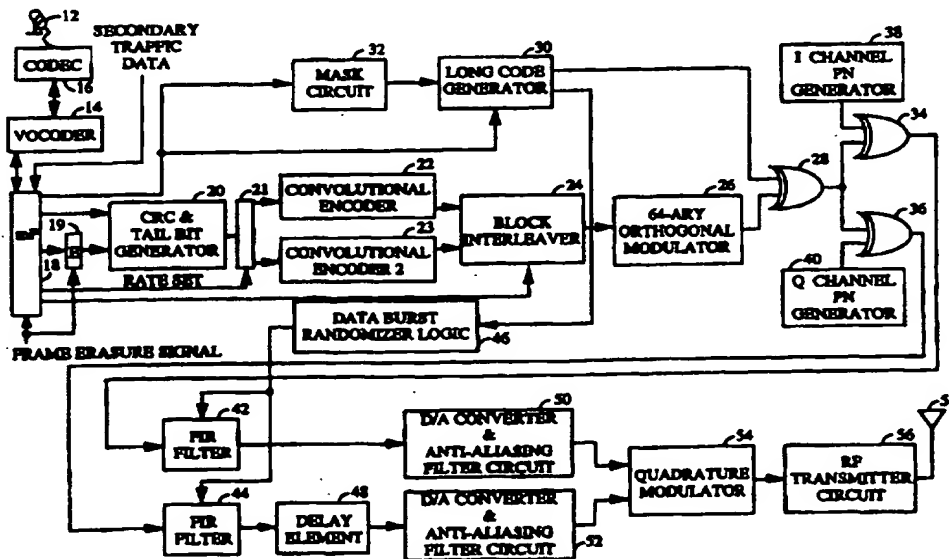 12
SECONDARY
TRAFFIC
DATA
CODEC
16
14
VOCODER
32
MASK
CIRCUIT
30
LONG CODE
GENERATOR
38
I CHANNEL
PN
GENERATOR
34
28
22
CONVOLUTIONAL
ENCODER
20
21
CRC &
TAIL BIT
GENERATOR
19
18
RATE SET
23
CONVOLUTIONAL
ENCODER 2
24
BLOCK
INTERLEAVER
26
64-ARY
ORTHOGONAL
MODULATOR
36
40
Q CHANNEL
PN
GENERATOR
DATA BURST
RANDOMIZER LOGIC
46
FRAME ERASURE SIGNAL
42
FIR
FILTER
50
D/A CONVERTER
&
ANTI-ALIASING
FILTER CIRCUIT
54
QUADRATURE
MODULATOR
56
RF
TRANSMITTER
CIRCUIT
5
44
FIR
FILTER
48
DELAY
ELEMENT
D/A CONVERTER
&
ANTI-ALIASING
FILTER CIRCUIT
52